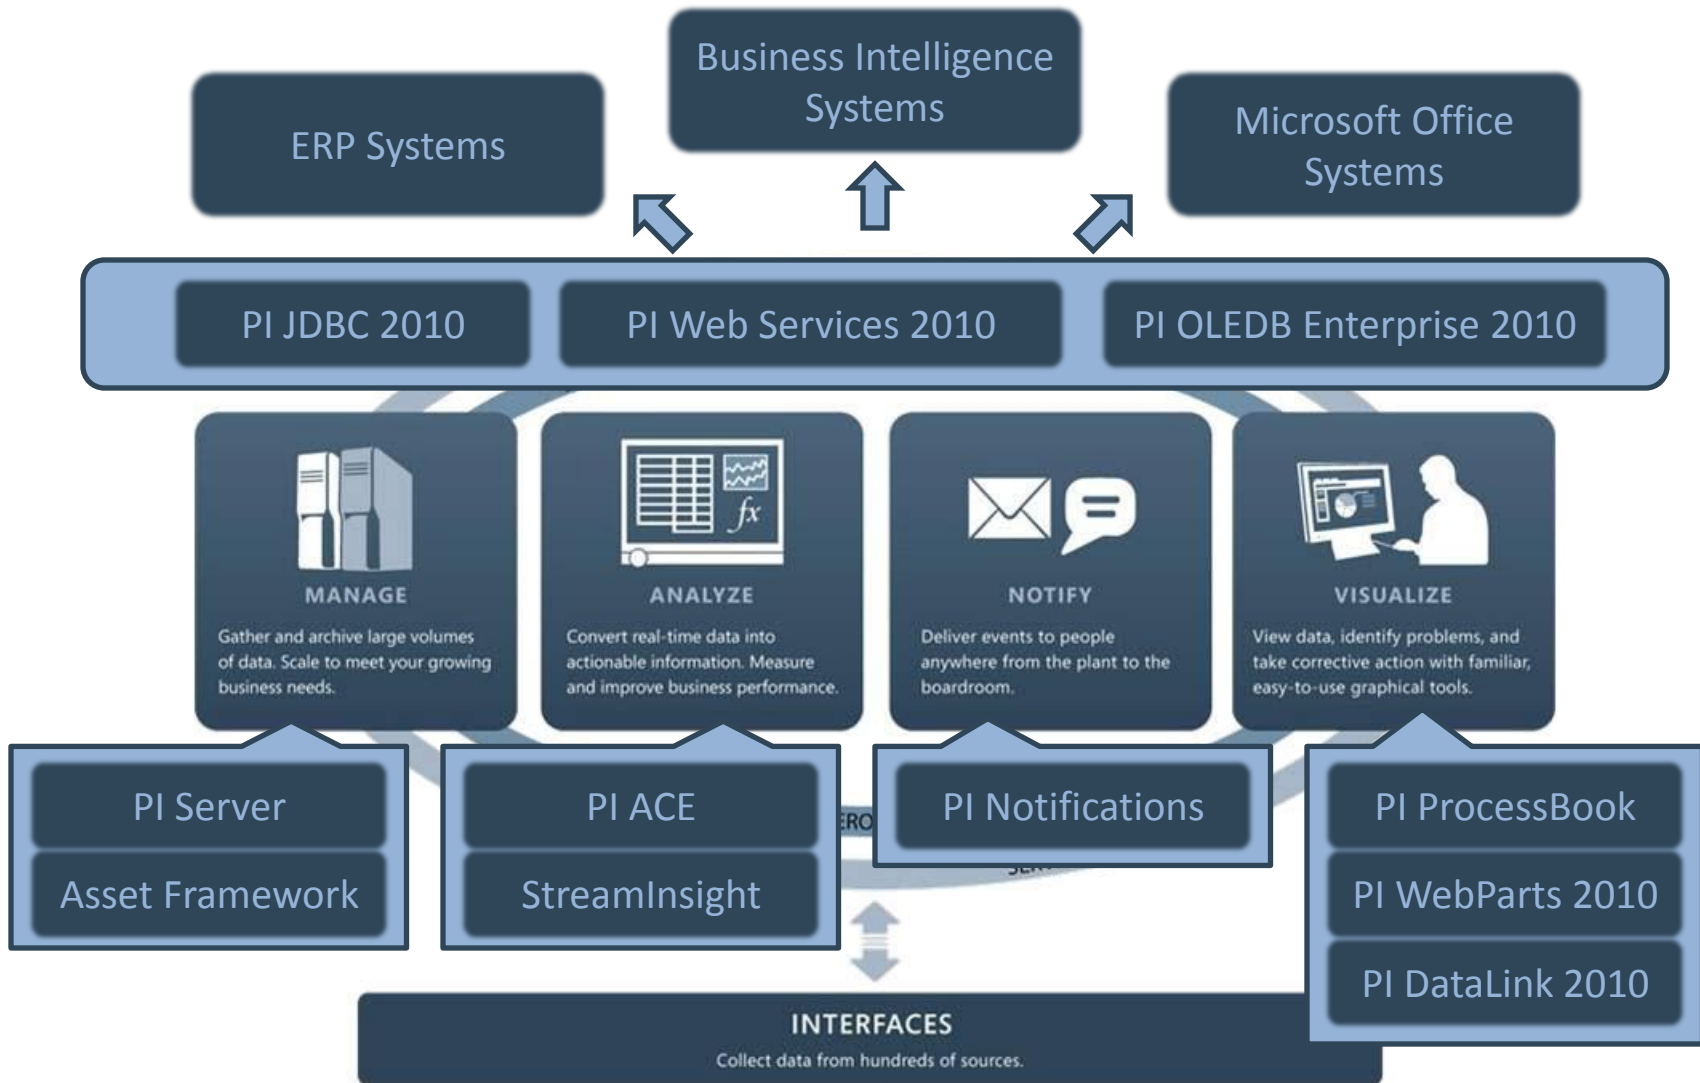 Business Intelligence
Systems
ERP Systems
Microsoft Office
Systems
PI JDBC 2010
PI Web Services 2010
PI OLEDB Enterprise 2010
fx
MANAGE
Gather and archive large volumes
of data. Scale to meet your growing
business needs.
ANALYZE
Convert real-time data into
actionable information. Measure
and improve business performance.
NOTIFY
Deliver events to people
anywhere from the plant to the
boardroom.
VISUALIZE
View data, identify problems, and
take corrective action with familiar,
easy-to-use graphical tools.
PI Server
Asset Framework
PI ACE
StreamInsight
PI Notifications
PI ProcessBook
PI WebParts 2010
PI DataLink 2010
INTERFACES
Collect data from hundreds of sources.